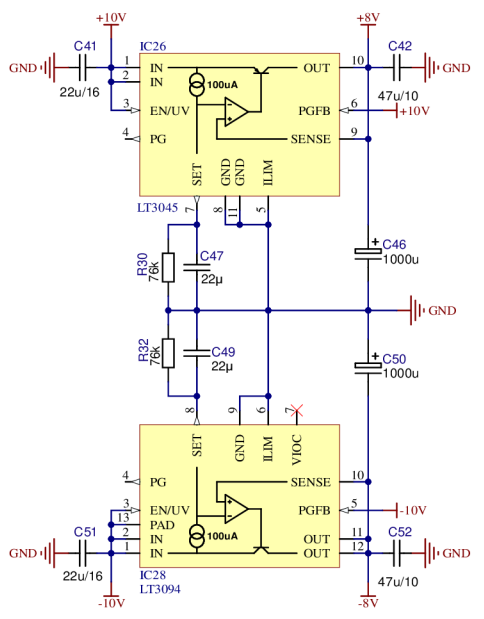 +10V
+8V
C41
IC26
C42
GND
1
IN
OUT
10
GND
2
IN
100uA
22u/16
47u/10
3
EN/UV
PGFB
6
+10V
4
PG
SENSE
9
SET
GND
GND
ILIM
LT3045
7
8
11
5
R30
76k
C47
22µ
+
C46
1000u
GND
R32
76k
C49
22µ
+
C50
1000u
8
9
6
7
SET
GND
ILIM
VIOC
4
PG
SENSE
10
3
EN/UV
PGFB
5
-10V
13
PAD
C51
2
IN
100uA
OUT
11
C52
GND
1
IN
OUT
12
GND
22u/16
IC28
47u/10
-10V
LT3094
-8V